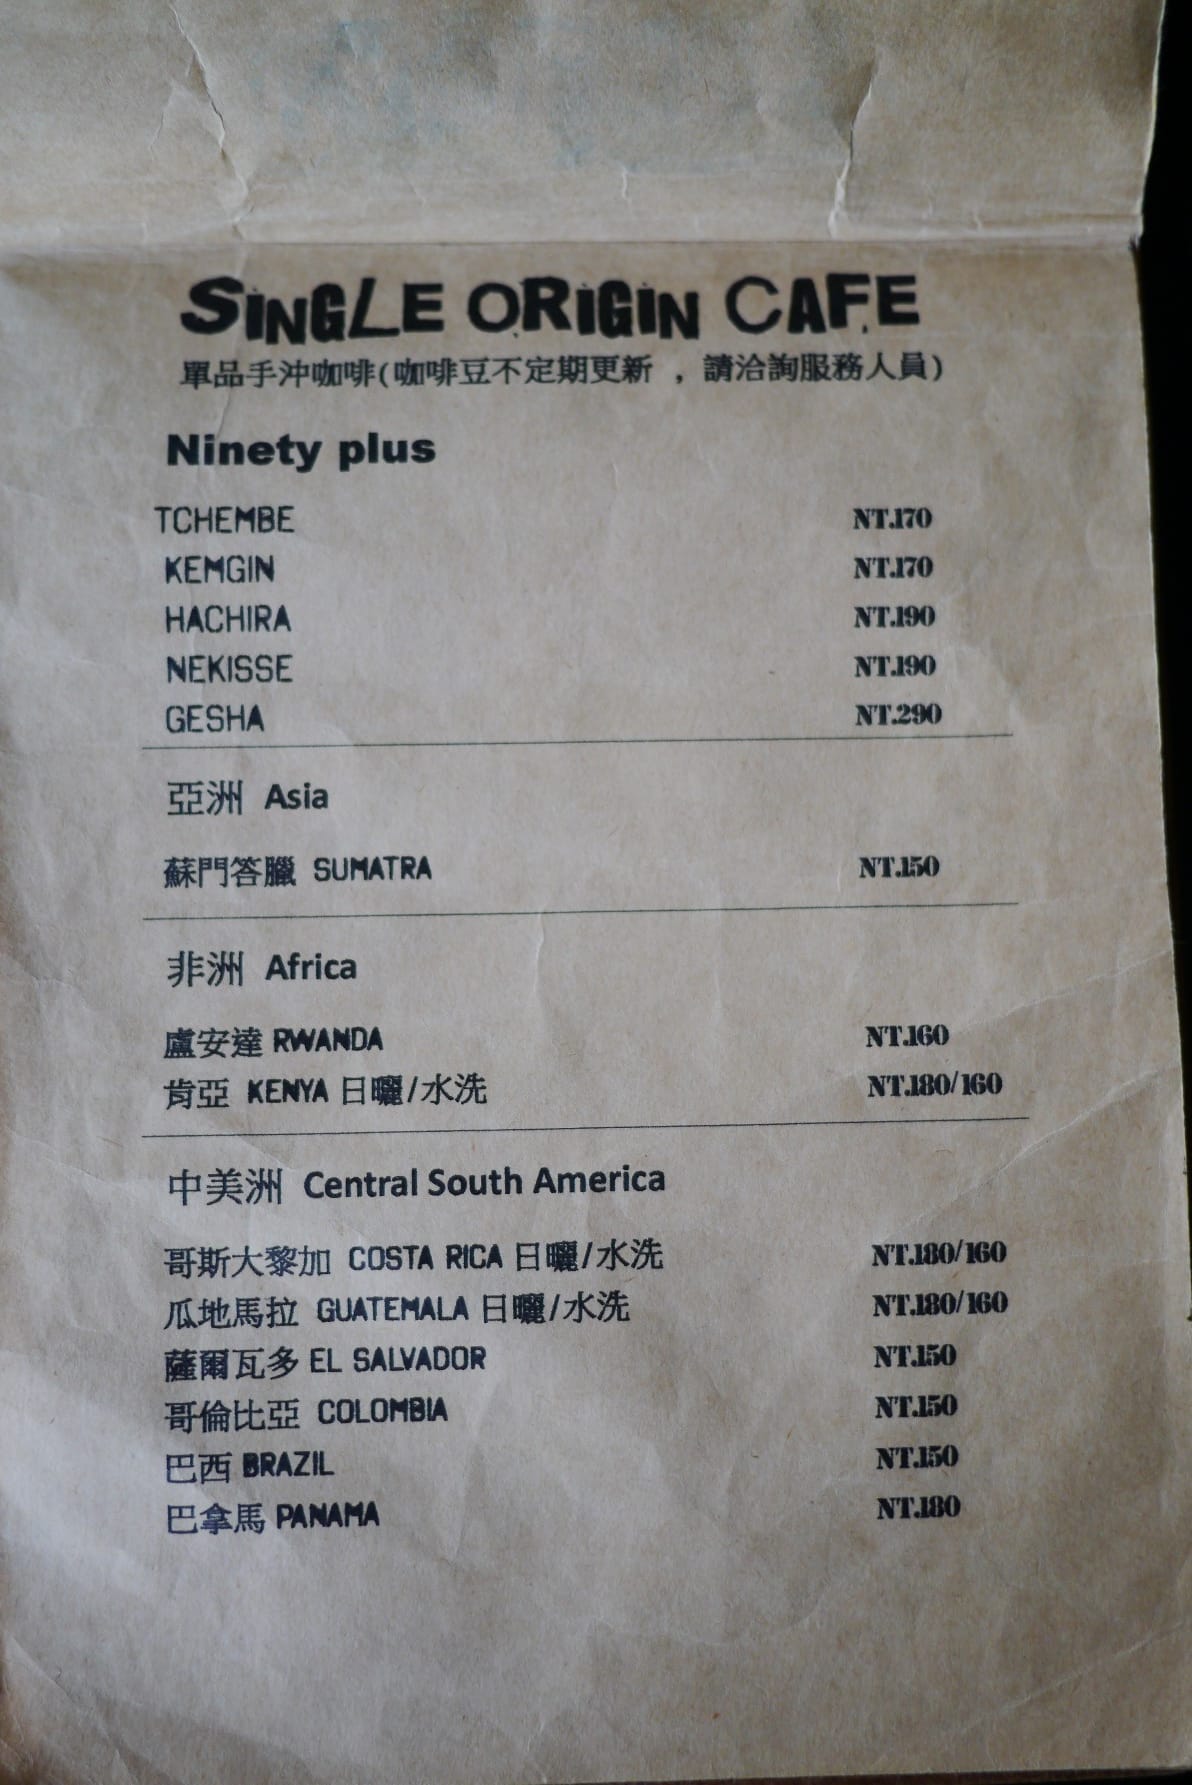 SINGLE ORIGIN CAFE
單品手沖咖啡(咖啡豆不定期更新 , 請洽詢服務人員)
Ninety plus
TCHEMBE NT.170
KEMGIN NT.170
HACHIRA NT.190
NEKISSE NT.190
GESHA NT.290
亞洲 Asia
蘇門答臘 SUMATRA NT.150
非洲 Africa
盧安達 RWANDA NT.160
肯亞 KENYA 日曬/水洗 NT.180/160
中美洲 Central South America
哥斯大黎加 COSTA RICA 日曬/水洗 NT.180/160
瓜地馬拉 GUATEMALA 日曬/水洗 NT.180/160
薩爾瓦多 EL SALVADOR NT.150
哥倫比亞 COLOMBIA NT.150
巴西 BRAZIL NT.150
巴拿馬 PANAMA NT.180